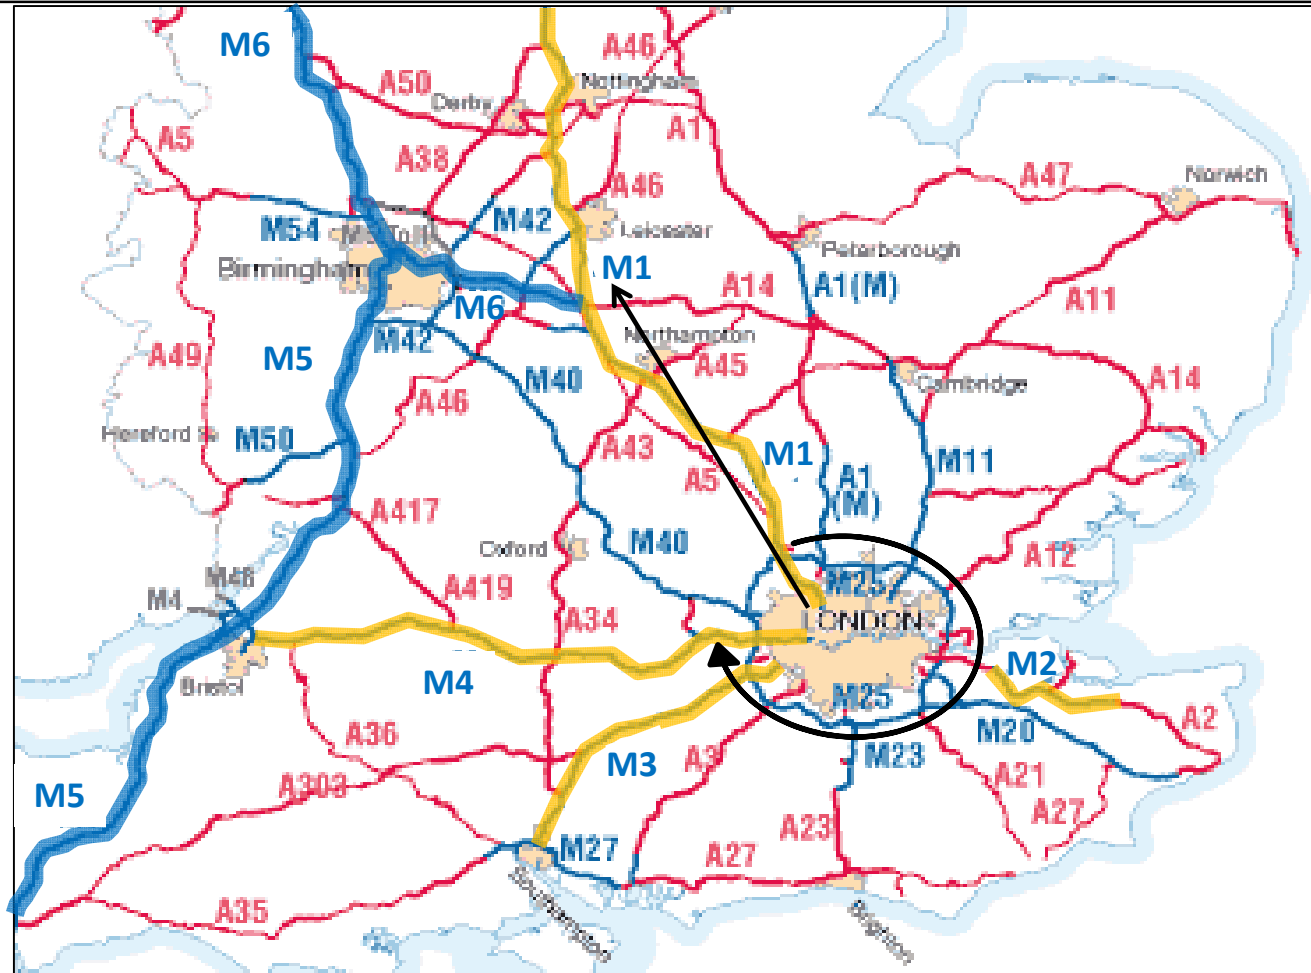 M6
A46
A50
Nottingham
Derby
A1
A5
A38
A46
A47
Norwich
M42
M54
Leicester
Peterborough
Birmingham
M1
A14
A1(M)
M6
A11
M42
Northampton
A49
M5
A45
M40
Cambridge
A14
A46
Hereford
M50
A43
M1
M11
A5
A1
(M)
A417
Oxford
M40
A12
M48
M4
A419
M25
A34
LONDON
M2
Bristol
M4
M25
A2
M20
A36
M3
A3
M23
A21
A303
M5
A27
A23
M27
A27
A35
Southampton
Brighton